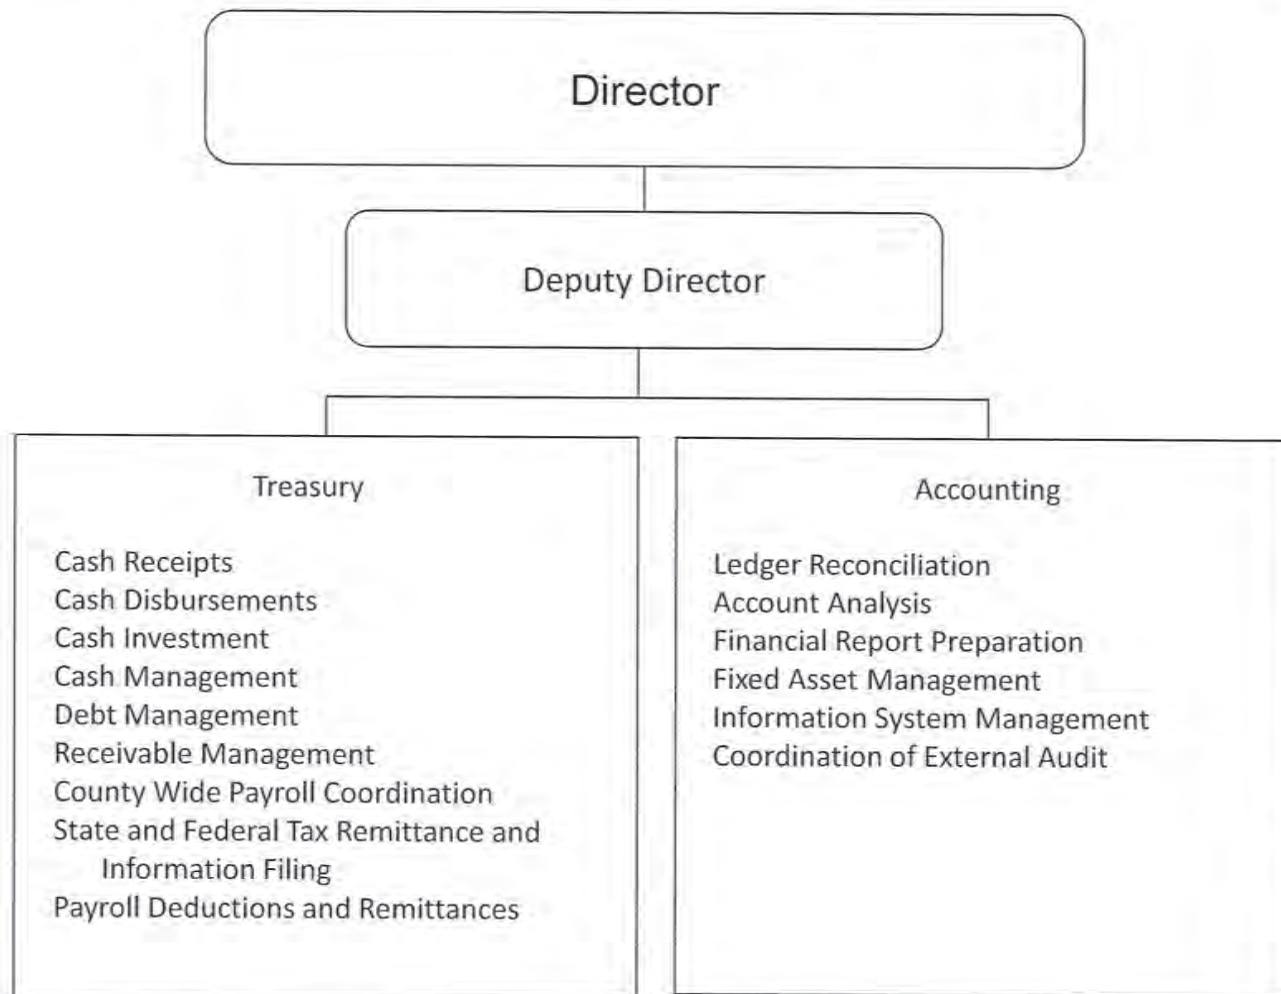 Director
Deputy Director
Treasury
Cash Receipts
Cash Disbursements
Cash Investment
Cash Management
Debt Management
Receivable Management
County Wide Payroll Coordination
State and Federal Tax Remittance and
Information Filing
Payroll Deductions and Remittances
Accounting
Ledger Reconciliation
Account Analysis
Financial Report Preparation
Fixed Asset Management
Information System Management
Coordination of External Audit